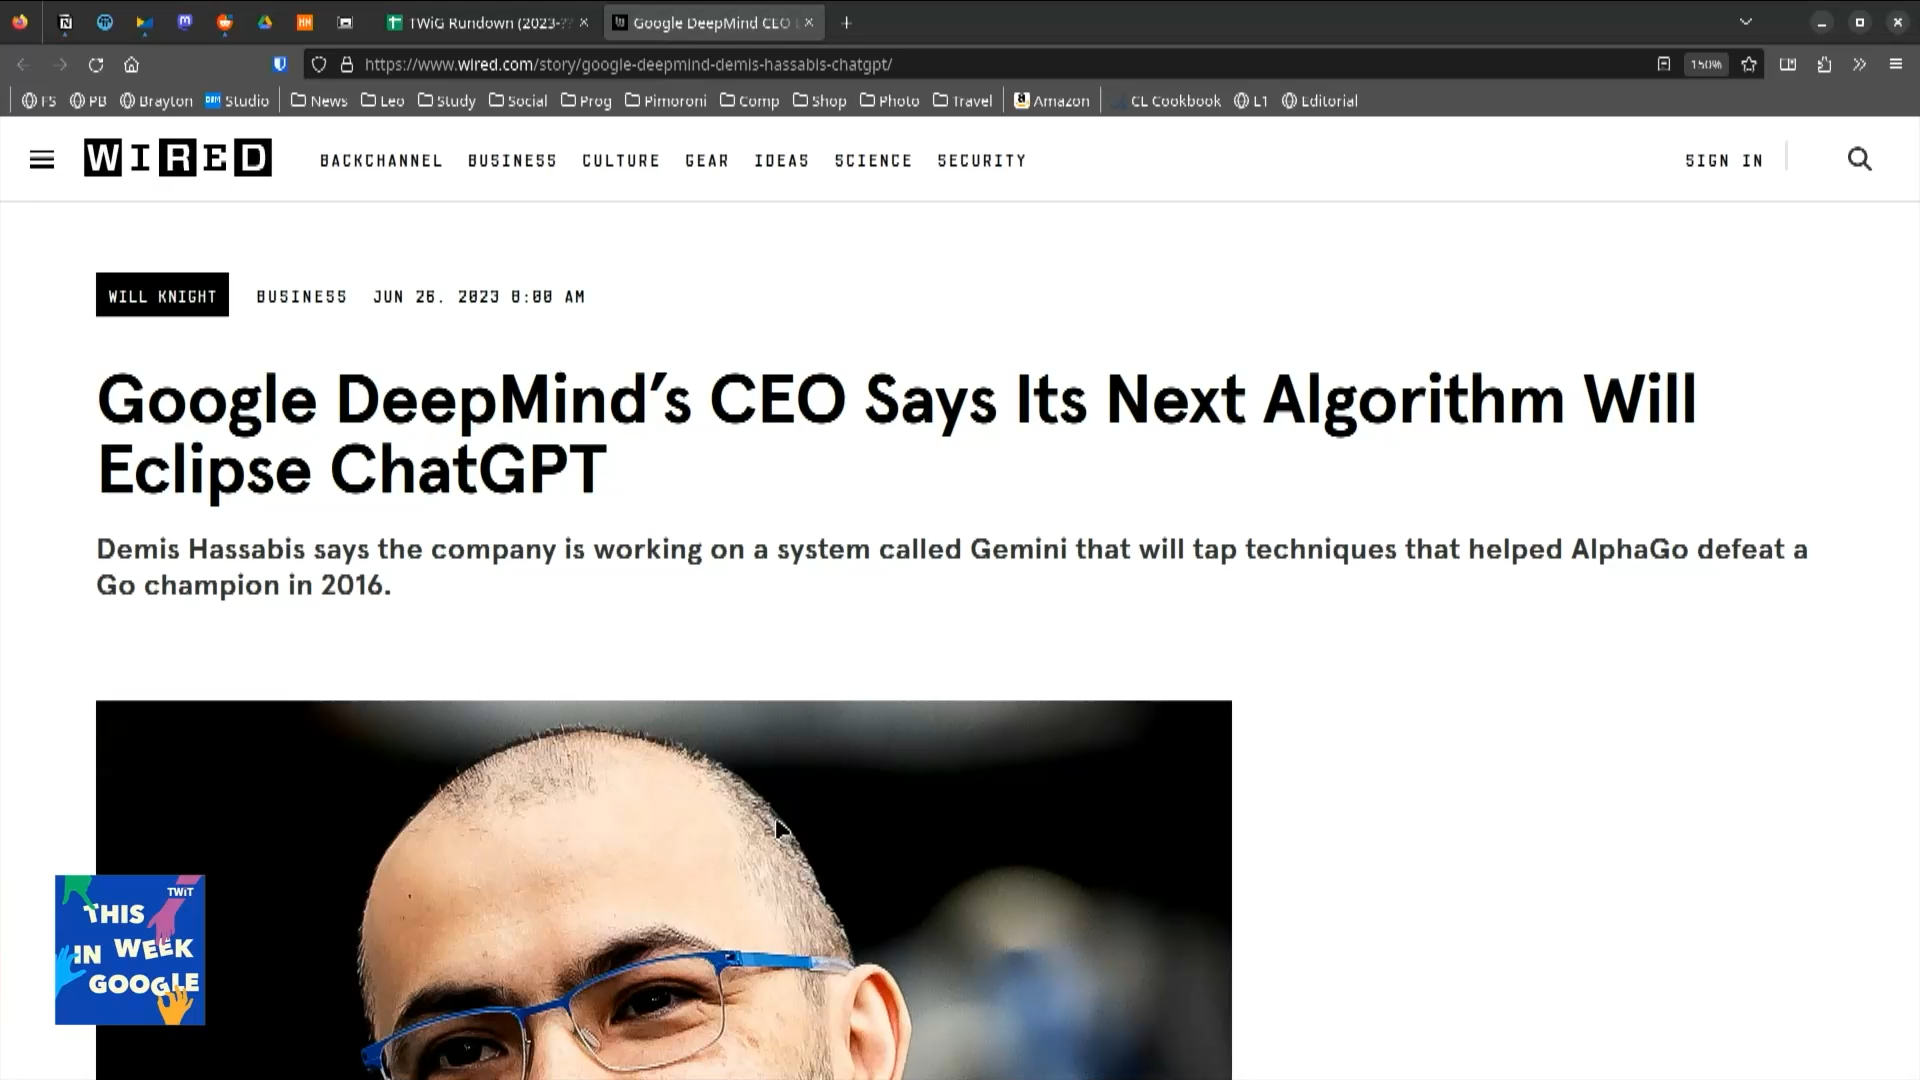 TWiG Rundown (2023-??
Google DeepMind CEO
https://www.wired.com/story/google-deepmind-demis-hassabis-chatgpt/
150%
FS PB Brayton Studio News Leo Study Social Prog Pimoroni Comp Shop Photo Travel Amazon CL Cookbook L1 Editorial
WIRED
BACKCHANNEL BUSINESS CULTURE GEAR IDEAS SCIENCE SECURITY
SIGN IN
WILL KNIGHT BUSINESS JUN 26, 2023 8:00 AM
Google DeepMind’s CEO Says Its Next Algorithm Will
Eclipse ChatGPT
Demis Hassabis says the company is working on a system called Gemini that will tap techniques that helped AlphaGo defeat a
Go champion in 2016.
TWiT
THIS
IN WEEK
GOOGLE